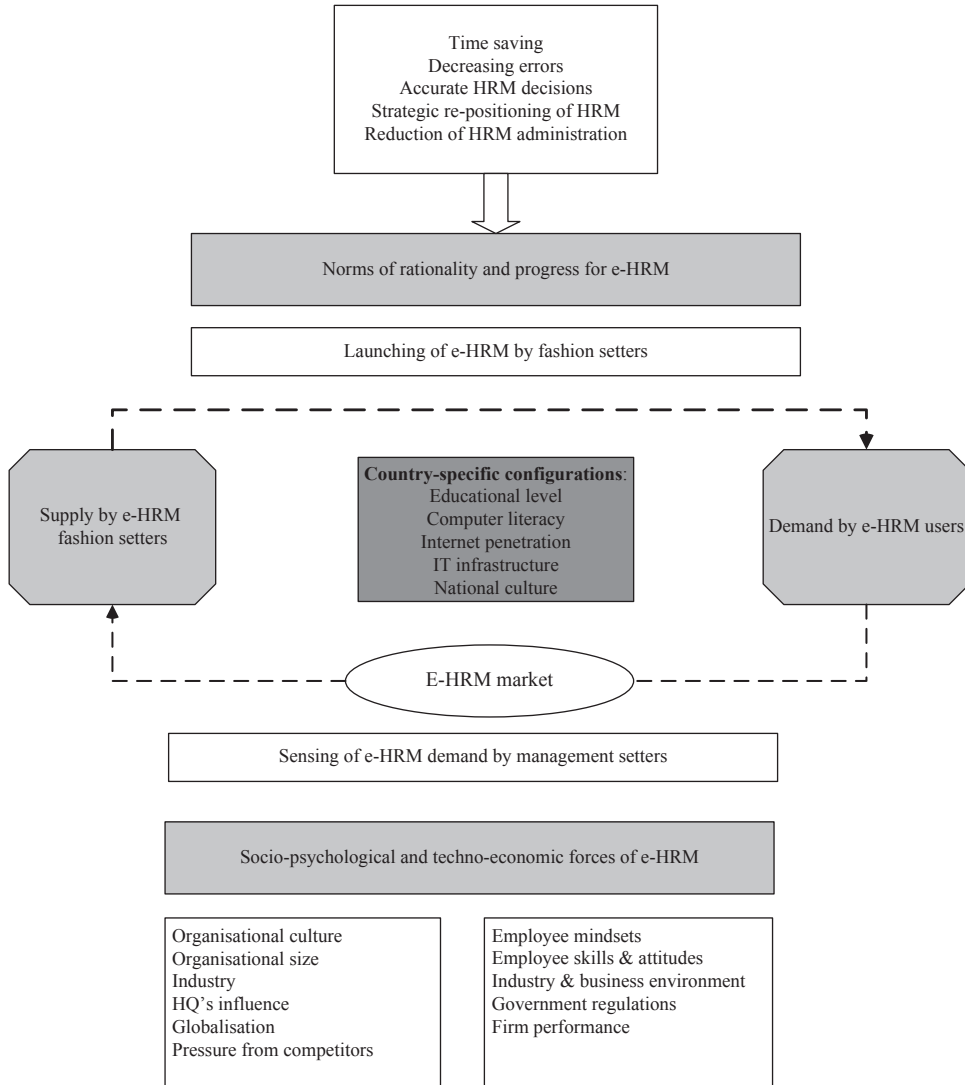 Time saving
Decreasing errors
Accurate HRM decisions
Strategic re-positioning of HRM
Reduction of HRM administration
Norms of rationality and progress for e-HRM
Launching of e-HRM by fashion setters
Supply by e-HRM
fashion setters
Country-specific configurations:
Educational level
Computer literacy
Internet penetration
IT infrastructure
National culture
Demand by e-HRM users
E-HRM market
Sensing of e-HRM demand by management setters
Socio-psychological and techno-economic forces of e-HRM
Organisational culture
Organisational size
Industry
HQ's influence
Globalisation
Pressure from competitors
Employee mindsets
Employee skills & attitudes
Industry & business environment
Government regulations
Firm performance